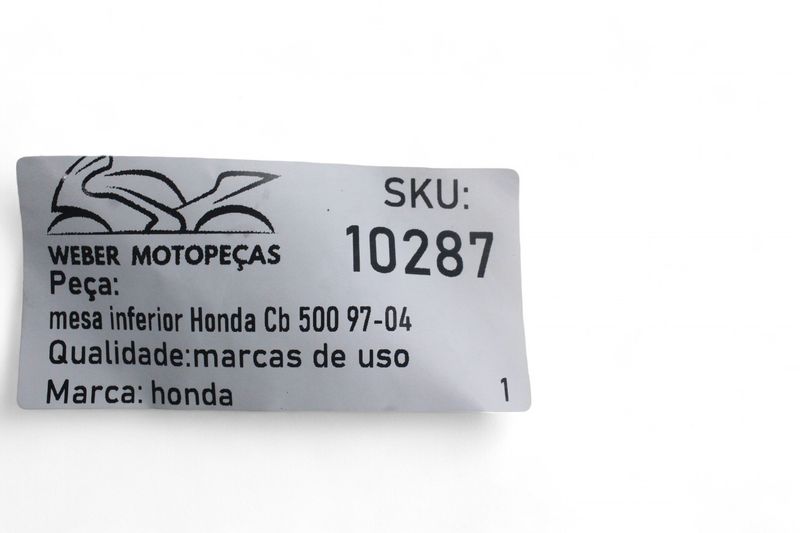 WEBER MOTOPEÇAS
SKU:
10287
Peça:
mesa inferior Honda Cb 500 97-04
Qualidade:marcas de uso
Marca: honda
1